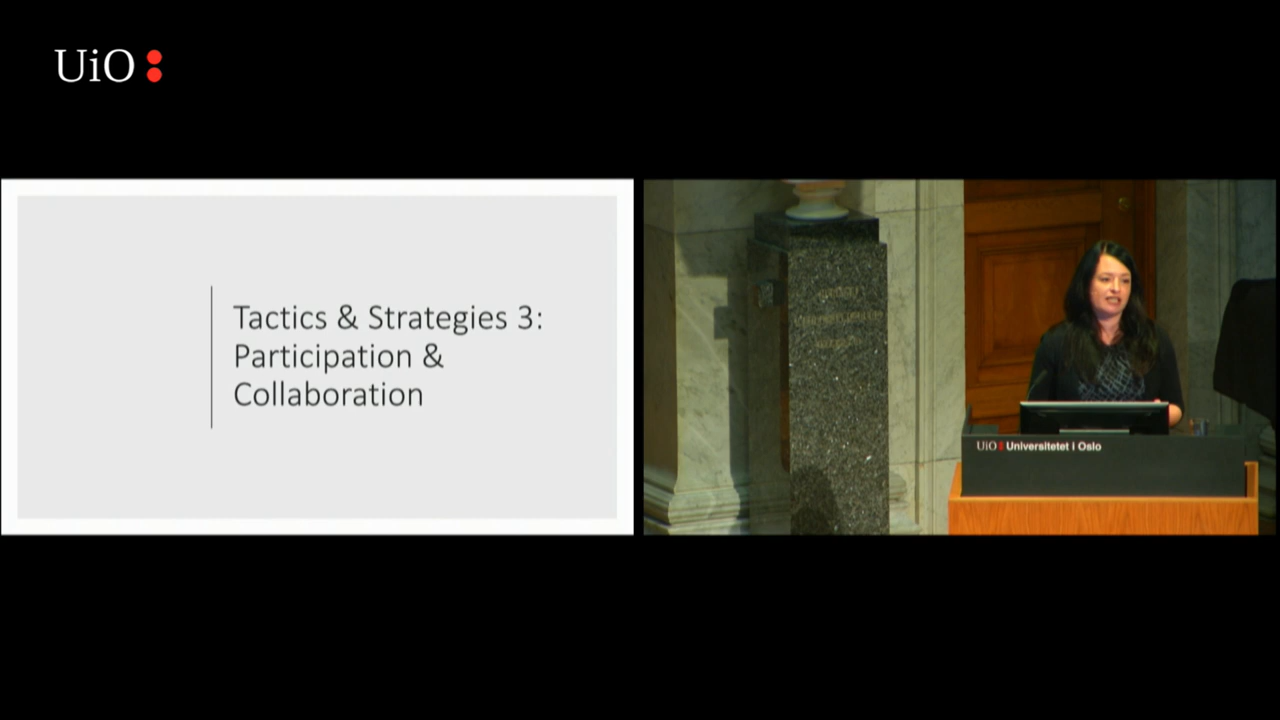 UiO:
Tactics & Strategies 3:
Participation &
Collaboration
UiO: Universitetet i Oslo